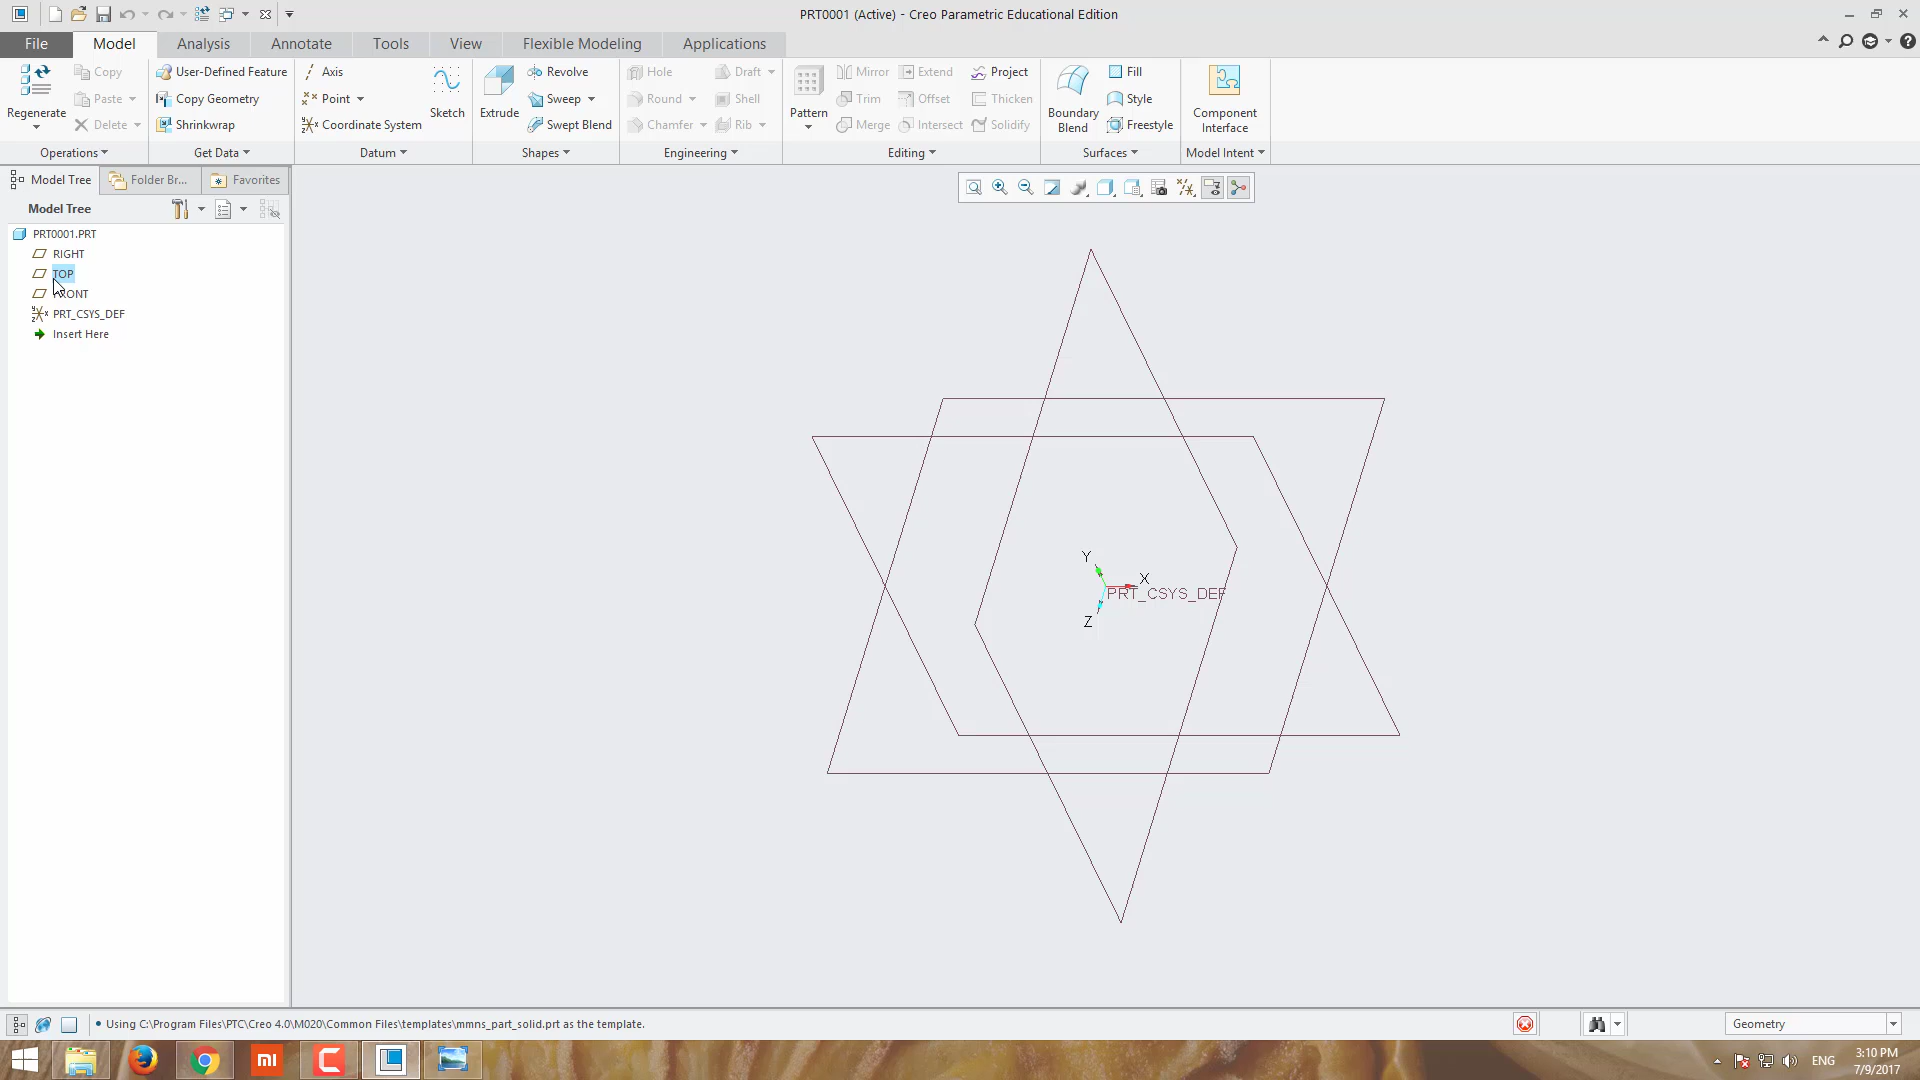 PRT0001 (Active) - Creo Parametric Educational Edition
File Model Analysis Annotate Tools View Flexible Modeling Applications
Regenerate
Copy
Paste
Delete
User-Defined Feature
Copy Geometry
Shrinkwrap
Axis
Point
Coordinate System
Sketch
Extrude
Revolve
Sweep
Swept Blend
Hole
Round
Chamfer
Draft
Shell
Rib
Pattern
Mirror
Trim
Merge
Extend
Offset
Intersect
Project
Thicken
Solidify
Boundary
Blend
Fill
Style
Freestyle
Component
Interface
Operations Get Data Datum Shapes Engineering Editing Surfaces Model Intent
Model Tree Folder Br... Favorites
Model Tree
PRT0001.PRT
RIGHT
TOP
FRONT
PRT_CSYS_DEF
Insert Here
Y
X
PRT_CSYS_DEF
Z
Using C:\Program Files\PTC\Creo 4.0\M020\Common Files\templates\mmns_part_solid.prt as the template.
Geometry
mi
ENG
3:10 PM
7/9/2017